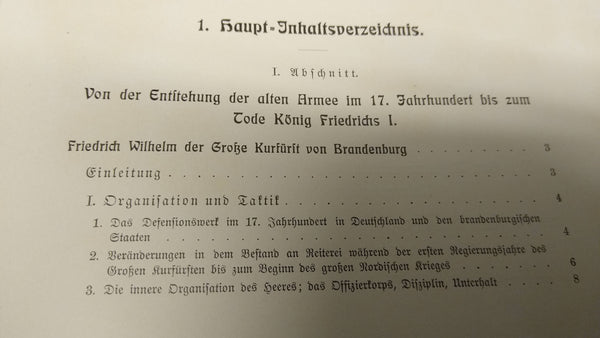 1. Haupt-Inhaltsverzeichnis.
I. Abschnitt.
Von der Entstehung der alten Armee im 17. Jahrhundert bis zum
Tode König Friedrichs I.
Friedrich Wilhelm der Große Kurfürst von Brandenburg . . . . . . . . . . 3
Einleitung . . . . . . . . . . . . . . . . . . . . . . 3
I. Organisation und Taktik . . . . . . . . . . . . . . . . . 4
1. Das Defensionswerk im 17. Jahrhundert in Deutschland und den brandenburgischen
Staaten . . . . . . . . . . . . . . . . . . . . . . 4
2. Veränderungen in dem Bestand an Reiterei während der ersten Regierungsjahre des
Großen Kurfürsten bis zum Beginn des großen Nordischen Krieges . . . . . . . 6
3. Die innere Organisation des Heeres; das Offizierkorps, Disziplin, Unterhalt . . . . 8